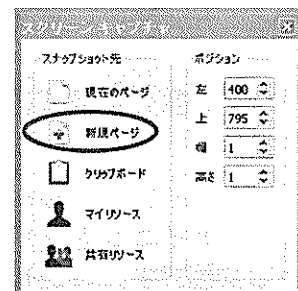 スクリーンキャプチャ
スナップショット先
現在のページ
新規ページ
クリップボード
マイリソース
共有リソース
ポジション
左 400
上 795
幅 1
高さ 1